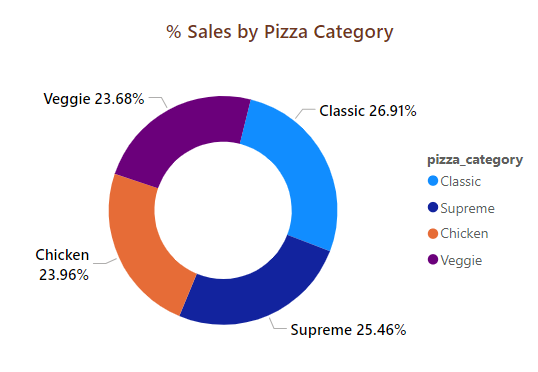 % Sales by Pizza Category
Veggie 23.68%
Classic 26.91%
Chicken
23.96%
Supreme 25.46%
pizza_category
Classic
Supreme
Chicken
Veggie